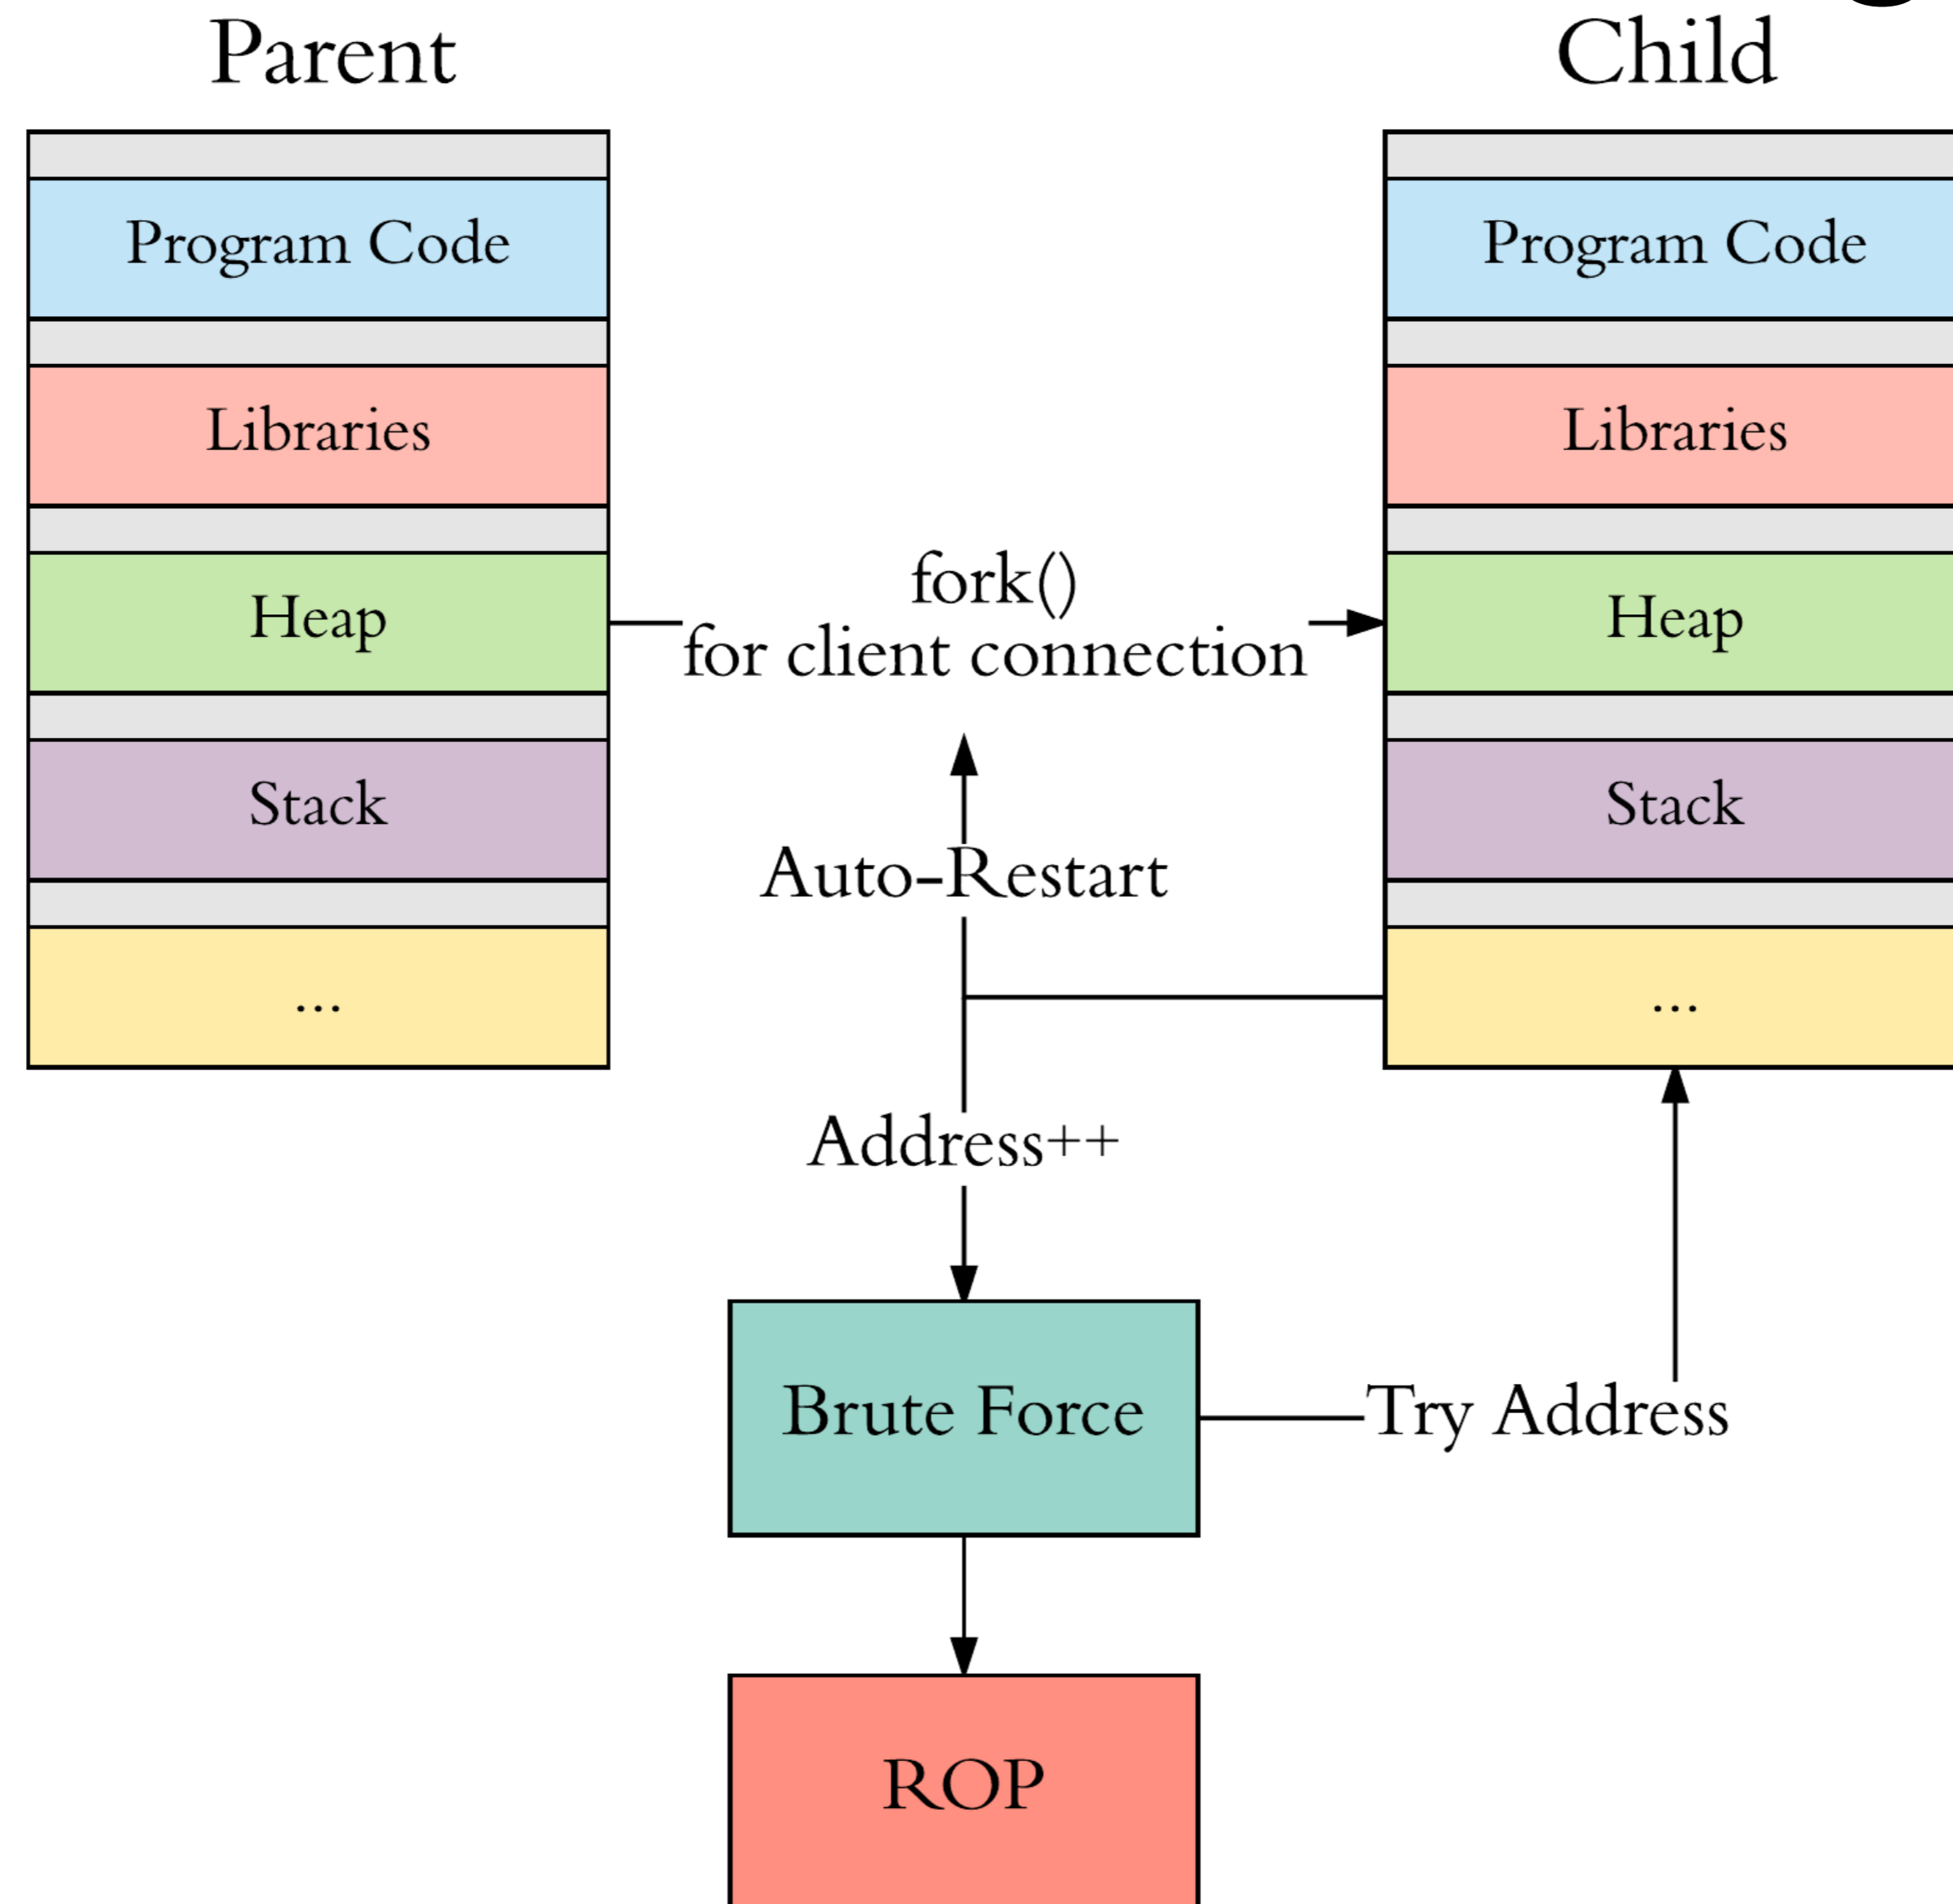 Parent
Child
Program Code
Program Code
Libraries
Libraries
fork()
for client connection
Heap
Heap
Stack
Stack
Auto-Restart
...
...
Address++
Brute Force
Try Address
ROP